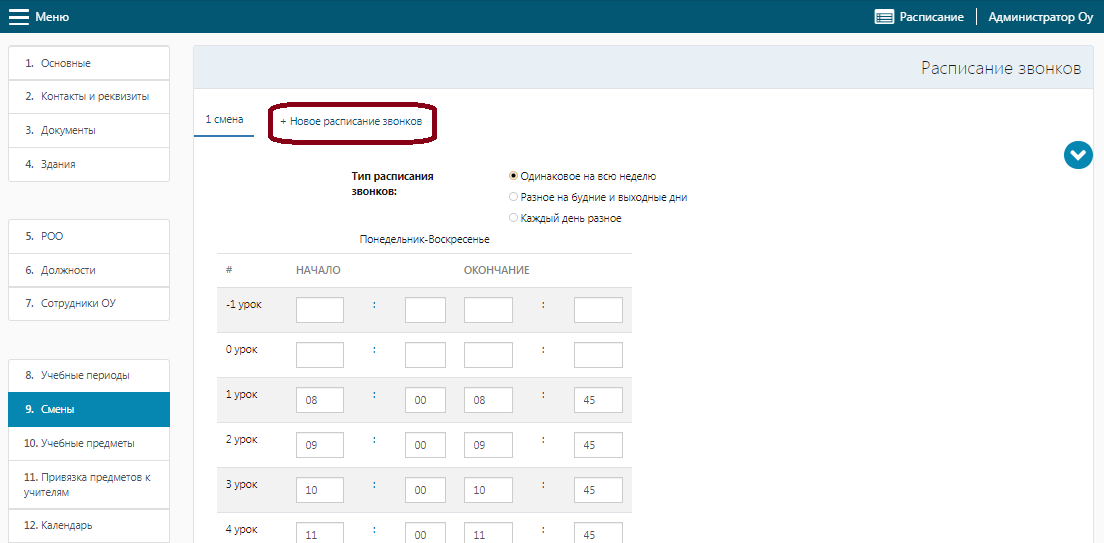 Меню
Расписание
Администратор Оу
1. Основные
2. Контакты и реквизиты
3. Документы
4. Здания
5. РОО
6. Должности
7. Сотрудники ОУ
8. Учебные периоды
9. Смены
10. Учебные предметы
11. Привязка предметов к
учителям
12. Календарь
Расписание звонков
1 смена
+ Новое расписание звонков
Тип расписания
звонков:
Одинаковое на всю неделю
Разное на будние и выходные дни
Каждый день разное
Понедельник-Воскресенье
# НАЧАЛО ОКОНЧАНИЕ
-1 урок : :
0 урок : :
1 урок 08 : 00 08 : 45
2 урок 09 : 00 09 : 45
3 урок 10 : 00 10 : 45
4 урок 11 : 00 11 : 45